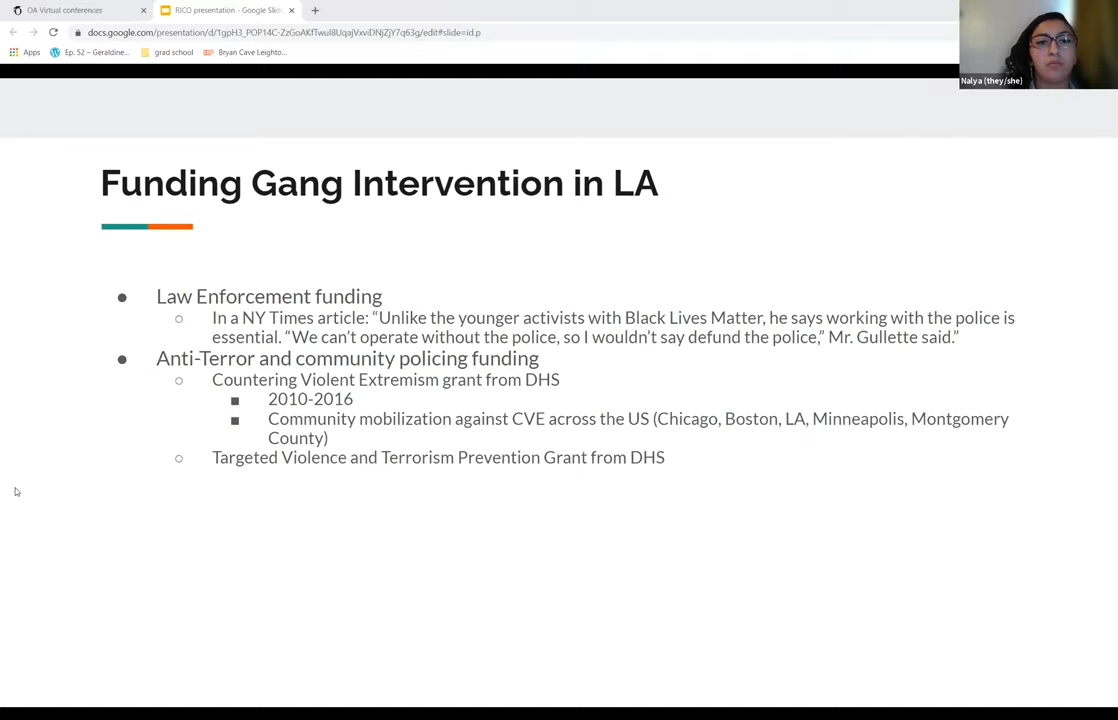 OA Virtual conferences
RICO presentation - Google Slid
docs.google.com/presentation/d/1gpH3_POP14C-ZzGoAKfTwuI8UqajVxviDNjZjY7q63g/edit#slide=id.p
Apps
Ep. 52 – Geraldine...
grad school
Bryan Cave Leighto...
Nalya (they/she)
Funding Gang Intervention in LA
● Law Enforcement funding
○ In a NY Times article: “Unlike the younger activists with Black Lives Matter, he says working with the police is
essential. “We can’t operate without the police, so I wouldn’t say defund the police,” Mr. Gullette said.”
● Anti-Terror and community policing funding
○ Countering Violent Extremism grant from DHS
■ 2010-2016
■ Community mobilization against CVE across the US (Chicago, Boston, LA, Minneapolis, Montgomery
County)
○ Targeted Violence and Terrorism Prevention Grant from DHS